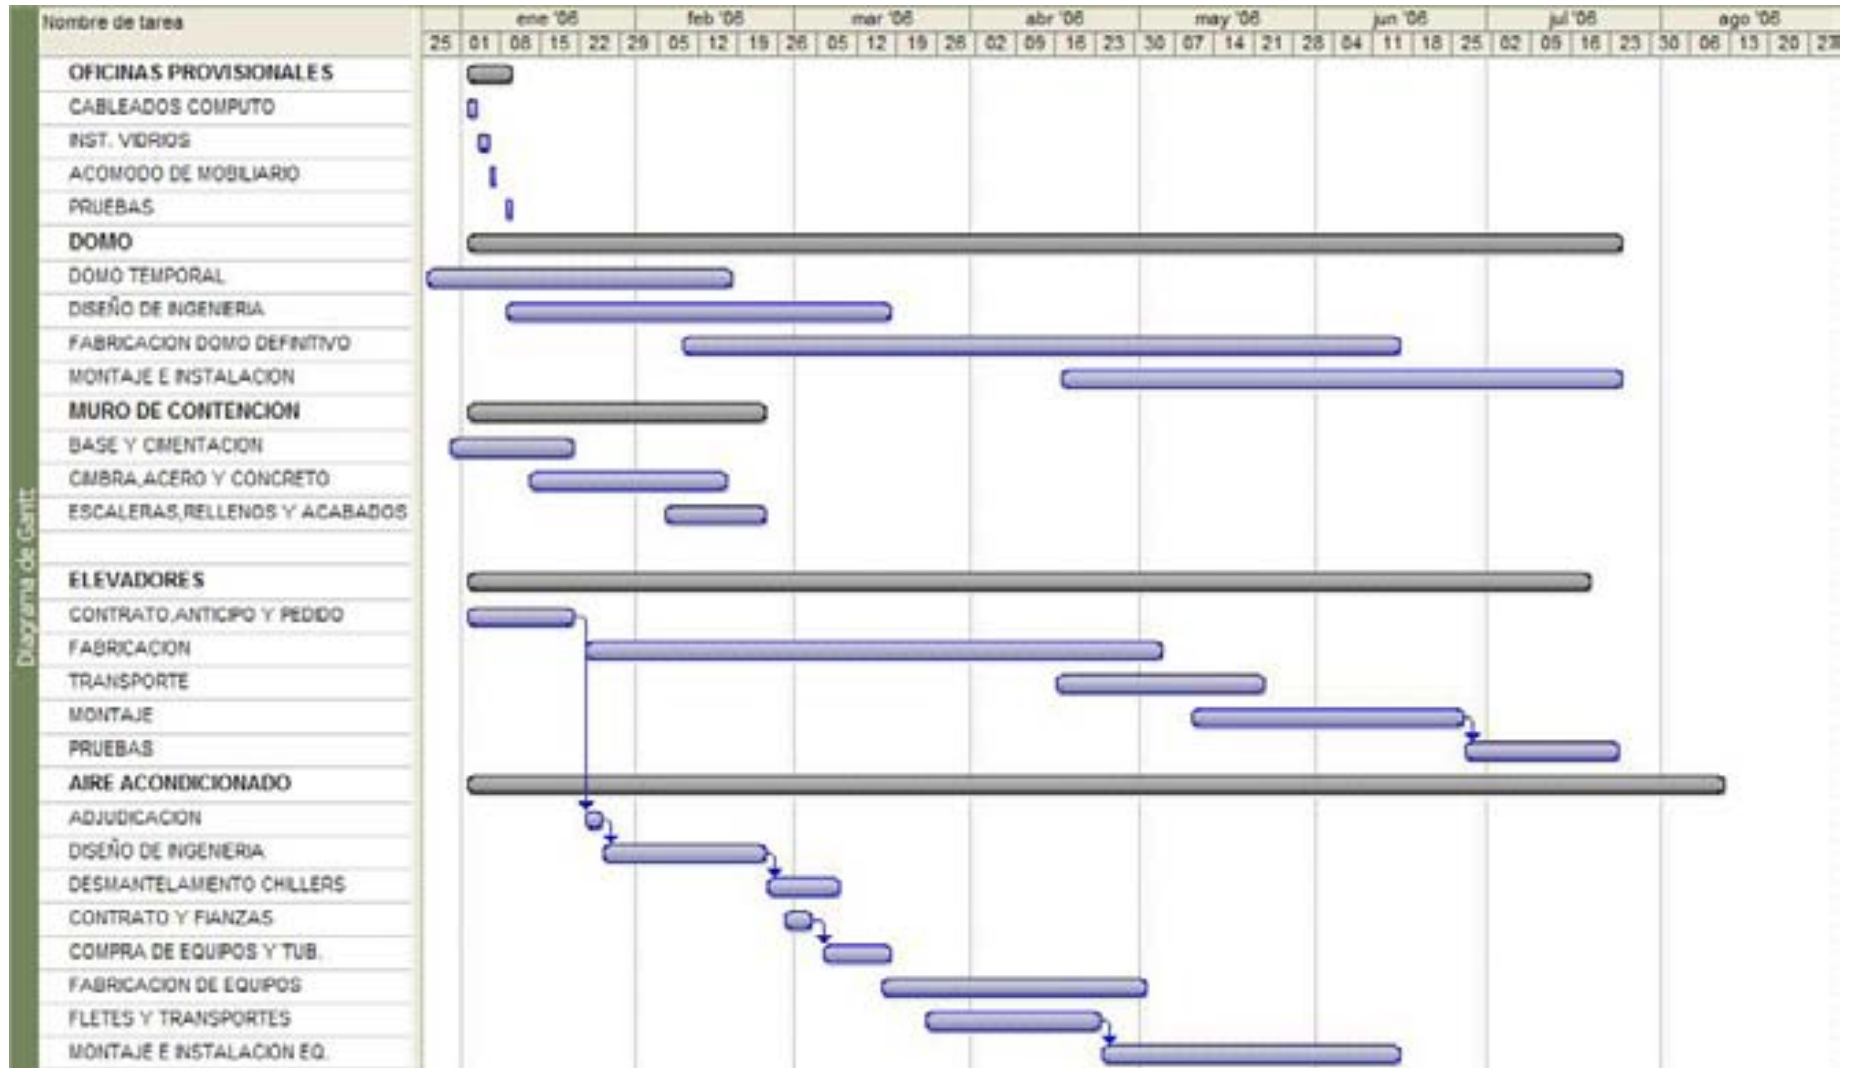 Nombre de tarea
ene '06 feb '06 mar '06 abr '06 may '06 jun '06 jul '06 ago '06
25 01 08 15 22 29 05 12 19 26 05 12 19 26 02 09 16 23 30 07 14 21 28 04 11 18 25 02 09 16 23 30 06 13 20 27
OFICINAS PROVISIONALES
CABLEADOS COMPUTO
INST. VIDRIOS
ACOMODO DE MOBILIARIO
PRUEBAS
DOMO
DOMO TEMPORAL
DISEÑO DE INGENIERIA
FABRICACION DOMO DEFINITIVO
MONTAJE E INSTALACION
MURO DE CONTENCION
BASE Y CIMENTACION
CIMBRA,ACERO Y CONCRETO
ESCALERAS,RELLENOS Y ACABADOS
ELEVADORES
CONTRATO,ANTICIPO Y PEDIDO
FABRICACION
TRANSPORTE
MONTAJE
PRUEBAS
AIRE ACONDICIONADO
ADJUDICACION
DISEÑO DE INGENIERIA
DESMANTELAMIENTO CHILLERS
CONTRATO Y FIANZAS
COMPRA DE EQUIPOS Y TUB.
FABRICACION DE EQUIPOS
FLETES Y TRANSPORTES
MONTAJE E INSTALACION EQ.
Diagrama de Gantt